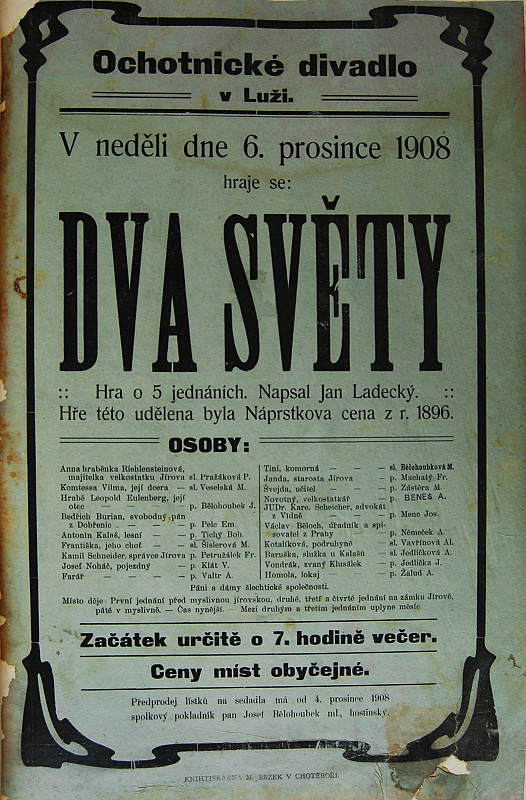 Ochotnické divadlo
v Luži.
V neděli dne 6. prosince 1908
hraje se:
DVA SVĚTY
:: Hra o 5 jednáních. Napsal Jan Ladecký. ::
Hře této udělena byla Náprstkova cena z r. 1896.
OSOBY:
Anna hraběnka Riehlensteinová,
majitelka velkostatku Jírova sl. Pražáková P.
Komtessa Vilma, její dcera — sl. Veselská M.
Hrabě Leopold Eulenberg, její
otec — — — — p. Bělohoubek J.
Bedřich Burian, svobodný pán
z Dobřenic — — — p. Pelc Em.
Antonín Kalaš, lesní — — p. Tichý Boh.
Františka, jeho choť — — sl. Šislerová M.
Kamil Schneider, správce Jírova p. Petružálek Fr.
Josef Noháč, pojezdný — p. Klát V.
Farář — — — — p. Valtr A.
Tini, komorná — — — sl. Bělohoubková M.
Janda, starosta Jírova — p. Machatý Fr.
Švejda, učitel — — — p. Zástěra M.
Novotný, velkostatkář — p. BENEŠ A.
JUDr. Kare. Scheicher, advokát
z Vídně — — — p. Menc Jos.
Václav Běloch, úřadník a spi-
sovatel z Prahy — — p. Němeček A.
Kotalíková, podruhyně — sl. Vavřínová Al.
Baruška, služka u Kalašů — sl. Jedličková A.
Vondrák, zvaný Klusálek — p. Jedlička J.
Homola, lokaj — — — p. Žalud A.
Páni a dámy šlechtické společnosti.
Místo děje: První jednání před myslivnou jírovskou, druhé, třetí a čtvrté jednání na zámku Jírově,
páté v myslivně. — Čas nynější. Mezi druhým a třetím jednáním uplyne měsíc.
Začátek určitě o 7. hodině večer.
Ceny míst obyčejné.
Předprodej lístků na sedadla má od 4. prosince 1908
spolkový pokladník pan Josef Bělohoubek ml., hostinský.
KNIHTISKÁRNA M. BRZEK V CHOTĚBOŘI.